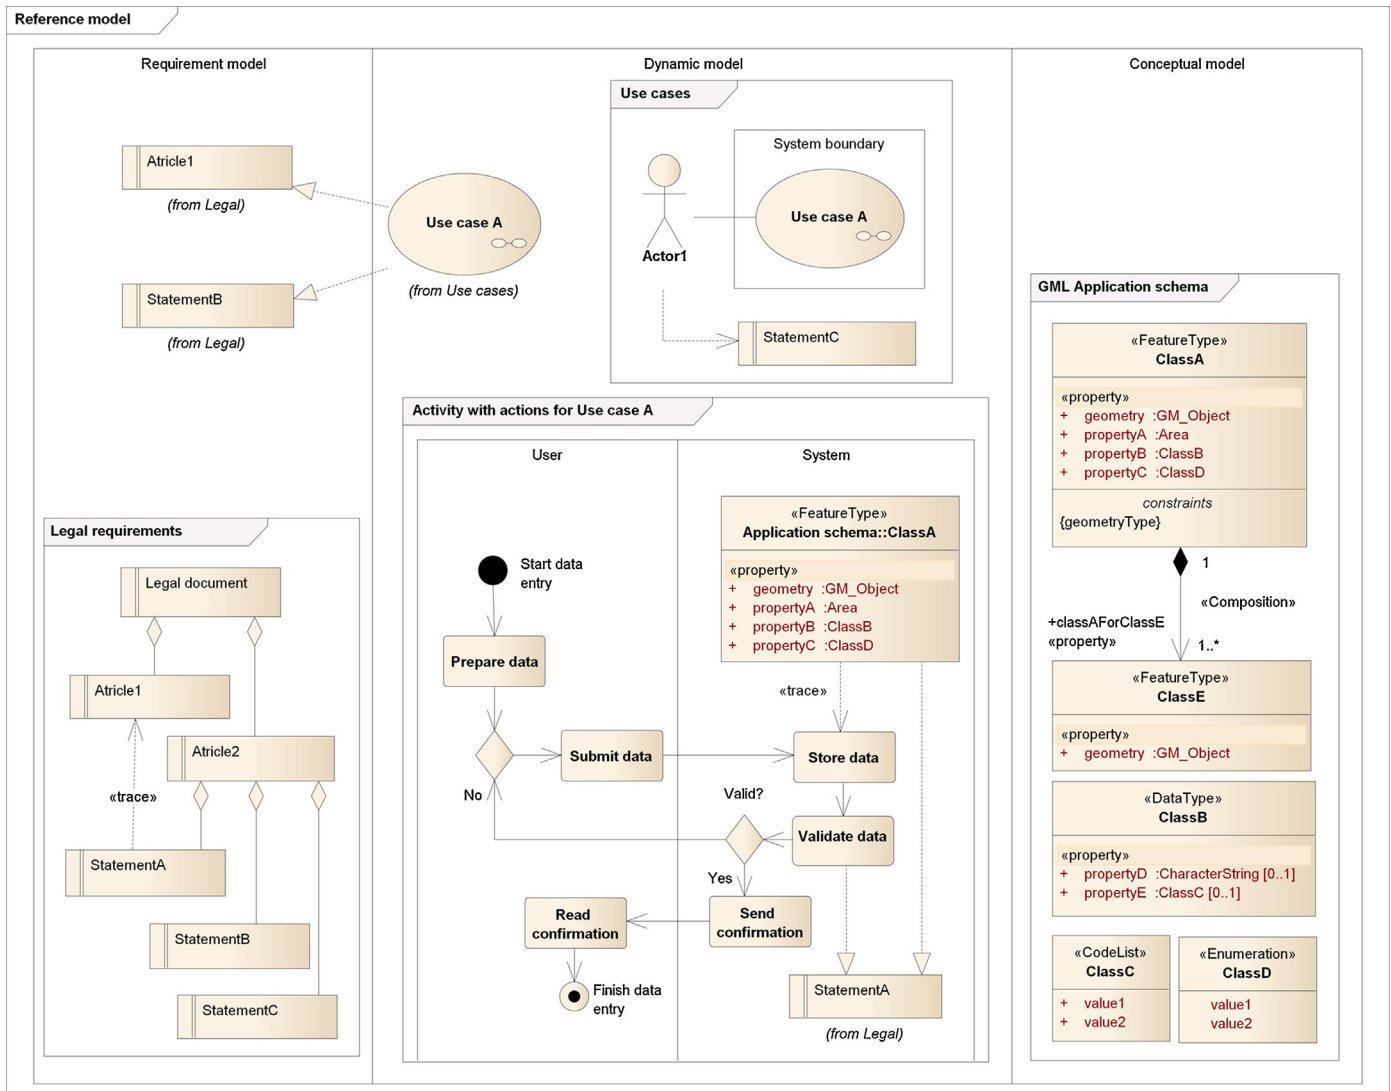 Reference model
Requirement model
Atricle1
(from Legal)
StatementB
(from Legal)
Legal requirements
Legal document
Atricle1
Atricle2
«trace»
StatementA
StatementB
StatementC
Dynamic model
Use case A
(from Use cases)
Use cases
System boundary
Use case A
Actor1
StatementC
Activity with actions for Use case A
User
System
Start data
entry
Prepare data
Submit data
No
Read
confirmation
Finish data
entry
«FeatureType»
Application schema::ClassA
«property»
+ geometry :GM_Object
+ propertyA :Area
+ propertyB :ClassB
+ propertyC :ClassD
«trace»
Store data
Valid?
Validate data
Yes
Send
confirmation
StatementA
(from Legal)
Conceptual model
GML Application schema
«FeatureType»
ClassA
«property»
+ geometry :GM_Object
+ propertyA :Area
+ propertyB :ClassB
+ propertyC :ClassD
constraints
{geometryType}
1
«Composition»
+classAForClassE
«property»
1..*
«FeatureType»
ClassE
«property»
+ geometry :GM_Object
«DataType»
ClassB
«property»
+ propertyD :CharacterString [0..1]
+ propertyE :ClassC [0..1]
«CodeList»
ClassC
+ value1
+ value2
«Enumeration»
ClassD
value1
value2